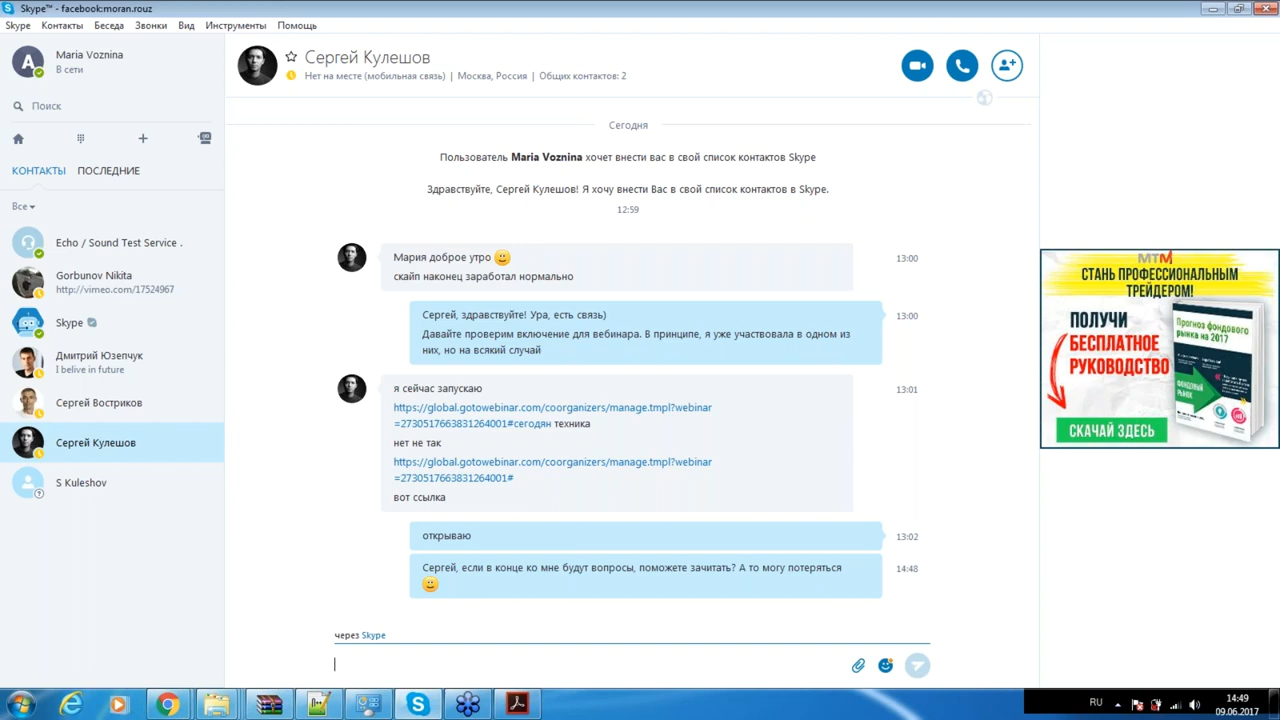 Skype™ - facebook:moran.rouz
Skype Контакты Беседа Звонки Вид Инструменты Помощь
A
Maria Voznina
В сети
Поиск
КОНТАКТЫ ПОСЛЕДНИЕ
Все
Echo / Sound Test Service .
Gorbunov Nikita
http://vimeo.com/17524967
Skype
Дмитрий Юзепчук
I belive in future
Сергей Востриков
Сергей Кулешов
S Kuleshov
Сергей Кулешов
Нет на месте (мобильная связь) | Москва, Россия | Общих контактов: 2
Сегодня
Пользователь Maria Voznina хочет внести вас в свой список контактов Skype
Здравствуйте, Сергей Кулешов! Я хочу внести Вас в свой список контактов в Skype.
12:59
Мария доброе утро 13:00
скайп наконец заработал нормально
Сергей, здравствуйте! Ура, есть связь) 13:00
Давайте проверим включение для вебинара. В принципе, я уже участвовала в одном из
них, но на всякий случай
я сейчас запускаю 13:01
https://global.gotowebinar.com/coorganizers/manage.tmpl?webinar
=2730517663831264001#сегодян техника
нет не так
https://global.gotowebinar.com/coorganizers/manage.tmpl?webinar
=2730517663831264001#
вот ссылка
открываю 13:02
Сергей, если в конце ко мне будут вопросы, поможете зачитать? А то могу потеряться 14:48
через Skype
МТМ
СТАНЬ ПРОФЕССИОНАЛЬНЫМ
ТРЕЙДЕРОМ!
ПОЛУЧИ
БЕСПЛАТНОЕ
РУКОВОДСТВО
СКАЧАЙ ЗДЕСЬ
Прогноз фондового
рынка на 2017
ФОНДОВЫЙ
РЫНОК
RU
14:49
09.06.2017